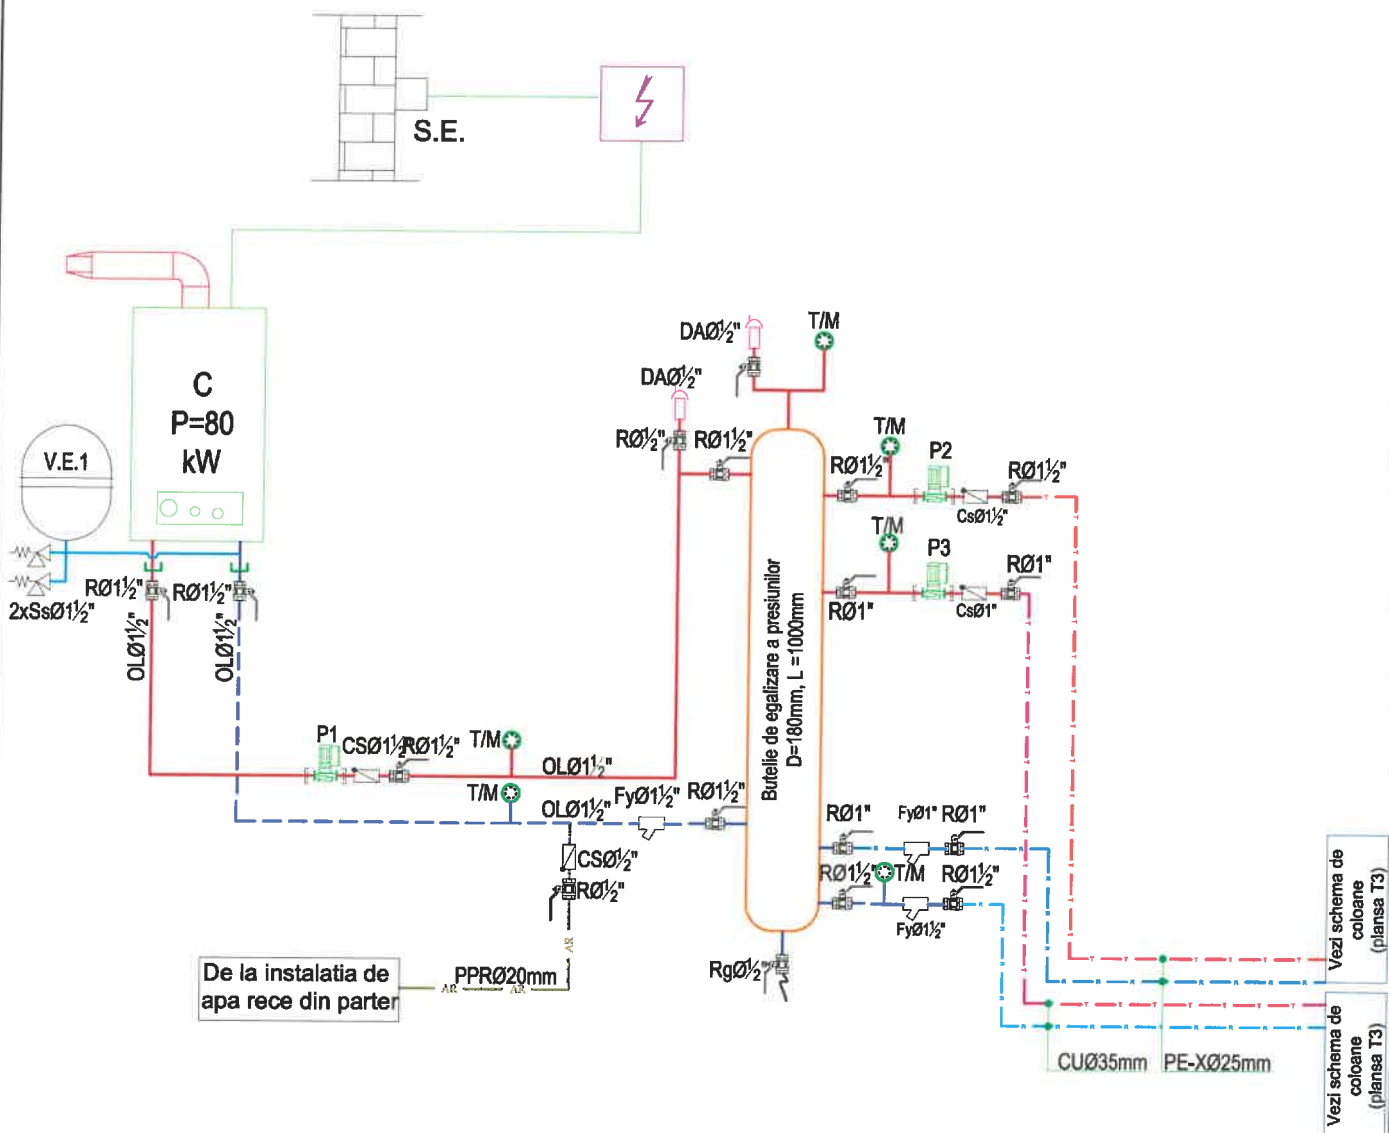 S.E.
C
P=80
kW
V.E.1
2xSsØ1½"
RØ1½"
RØ1½"
OLØ1½"
OLØ1½"
DAØ½"
T/M
DAØ½"
RØ½"
RØ1½"
T/M
P2
RØ1½"
RØ1½"
CsØ1½"
T/M
P3
RØ1"
RØ1"
CsØ1"
Butelie de egalizare a presiunilor
D=180mm, L =1000mm
P1
CSØ1½"
RØ1½"
T/M
OLØ1½"
T/M
OLØ1½"
FyØ1½"
RØ1½"
CSØ½"
RØ½"
RØ1"
FyØ1"
RØ1"
RØ1½"
T/M
RØ1½"
FyØ1½"
RgØ½"
De la instalatia de
apa rece din parter
AR
PPRØ20mm
AR
AR
Vezi schema de
coloane
(plansa T3)
Vezi schema de
coloane
(plansa T3)
CUØ35mm
PE-XØ25mm